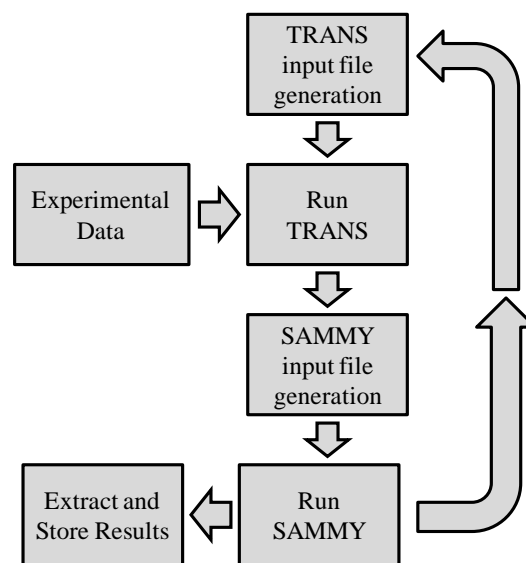 TRANS
input file
generation
Experimental
Data
Run
TRANS
SAMMY
input file
generation
Extract and
Store Results
Run
SAMMY